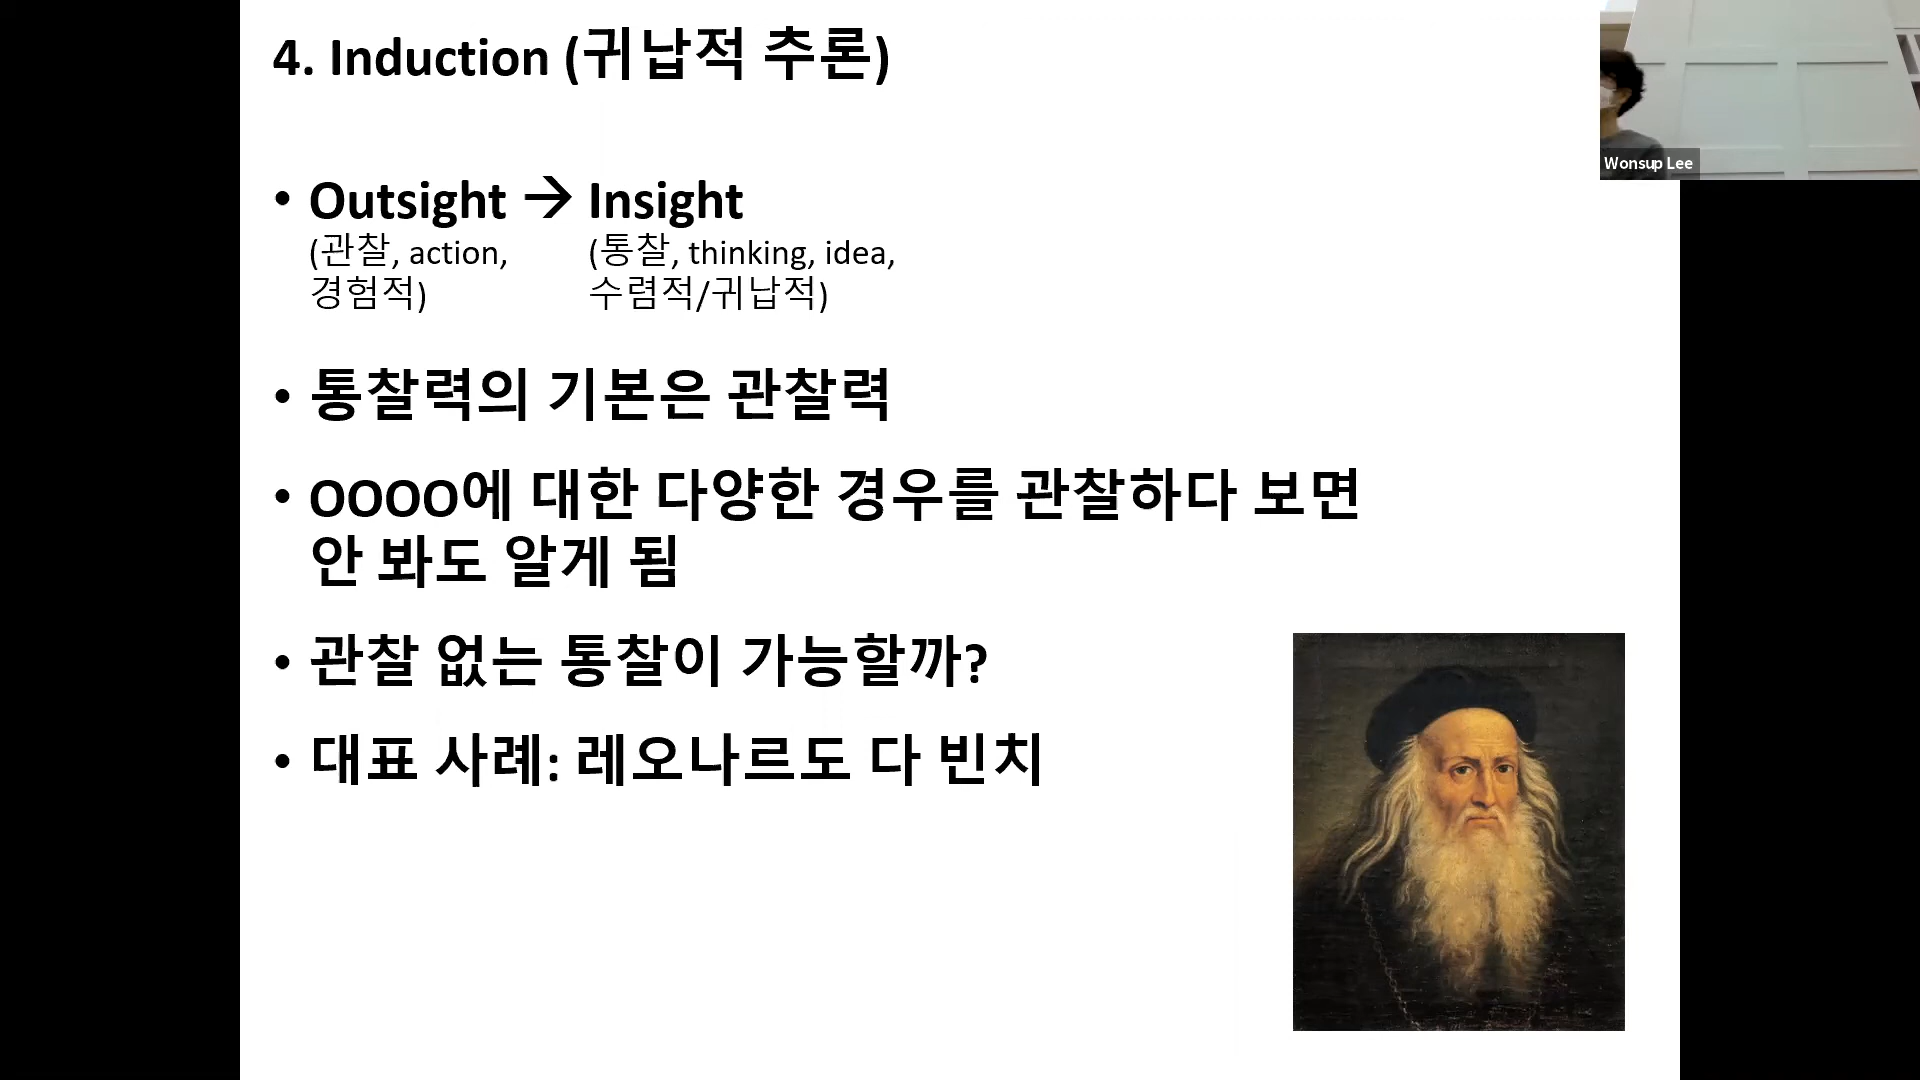 4. Induction (귀납적 추론)
• Outsight → Insight
(관찰, action, (통찰, thinking, idea,
경험적) 수렴적/귀납적)
• 통찰력의 기본은 관찰력
• OOOO에 대한 다양한 경우를 관찰하다 보면
안 봐도 알게 됨
• 관찰 없는 통찰이 가능할까?
• 대표 사례: 레오나르도 다 빈치
Wonsup Lee